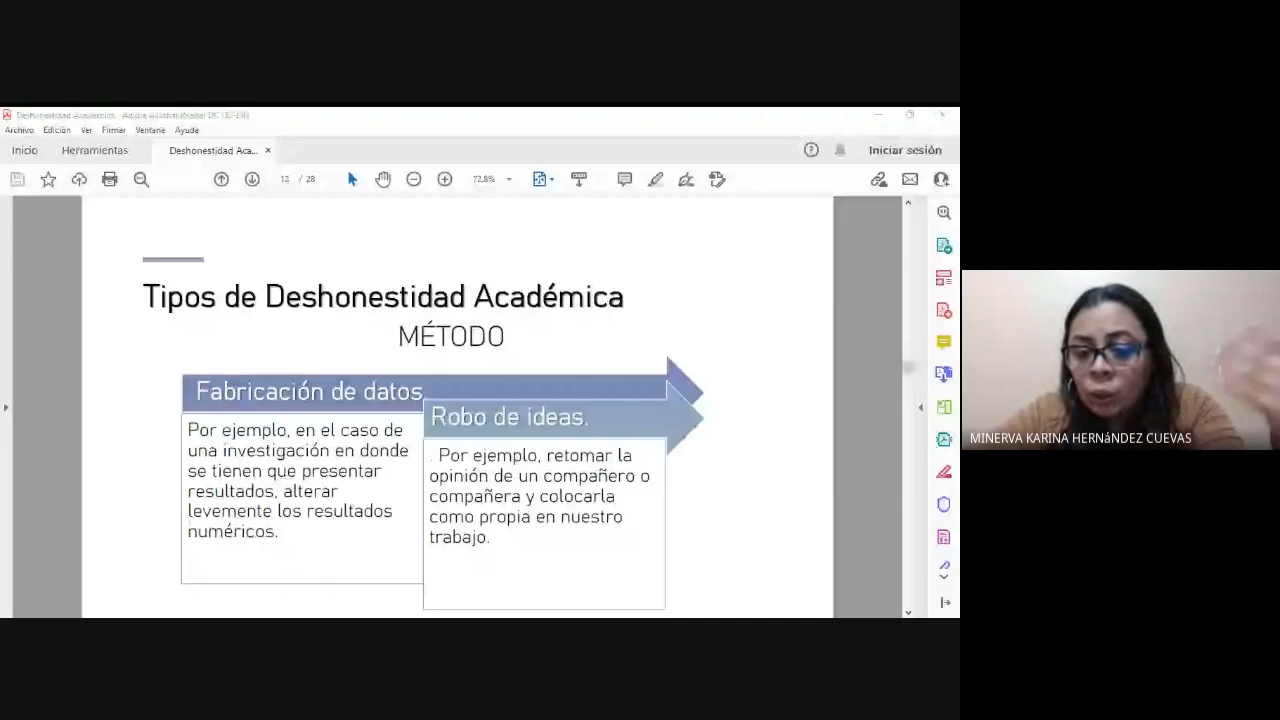 Archivo Edición Ver Firmar Ventana Ayuda
Inicio Herramientas Deshonestidad Aca... × Iniciar sesión
13 / 28 72.8%
Tipos de Deshonestidad Académica
MÉTODO
Fabricación de datos.
Por ejemplo, en el caso de
una investigación en donde
se tienen que presentar
resultados, alterar
levemente los resultados
numéricos.
Robo de ideas.
. Por ejemplo, retomar la
opinión de un compañero o
compañera y colocarla
como propia en nuestro
trabajo.
MINERVA KARINA HERNáNDEZ CUEVAS